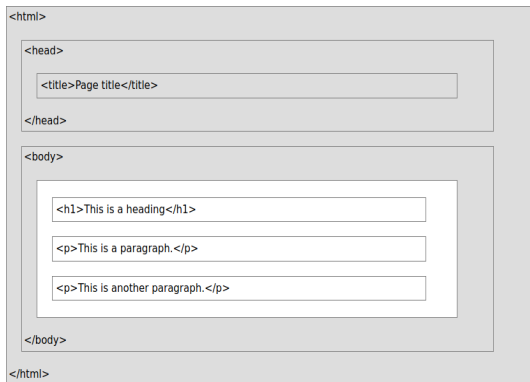 <html>
<head>
<title>Page title</title>
</head>
<body>
<h1>This is a heading</h1>
<p>This is a paragraph.</p>
<p>This is another paragraph.</p>
</body>
</html>